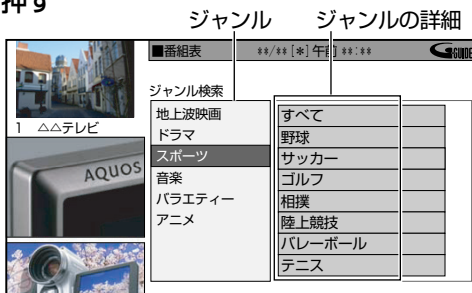 押す
ジャンル ジャンルの詳細
■番組表 **/**[*]午前**:** GGUIDE
ジャンル検索
1 △△テレビ
地上波映画
ドラマ
スポーツ
音楽
バラエティー
アニメ
すべて
野球
サッカー
ゴルフ
相撲
陸上競技
バレーボール
テニス
AQUOS